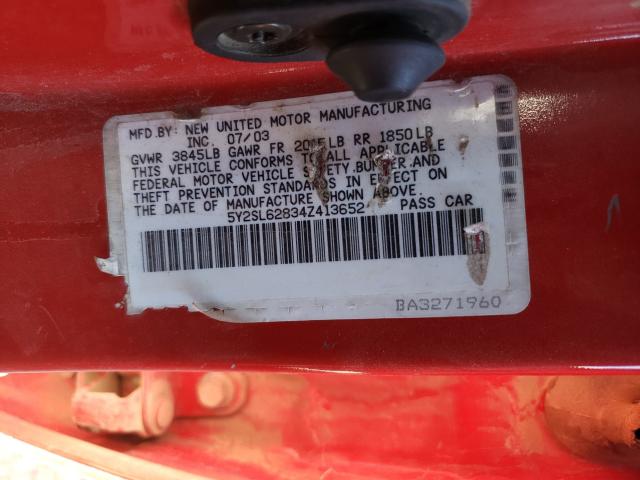 MFD.BY: NEW UNITED MOTOR MANUFACTURING
INC. 07/03
GVWR 3845LB GAWR FR LB RR 1850LB
THIS VEHICLE CONFORMS TO ALL APPLICABLE
FEDERAL MOTOR VEHICLE SAFETY, BUMPER, AND
THEFT PREVENTION STANDARDS IN EFFECT ON
THE DATE OF MANUFACTURE SHOWN ABOVE.
5Y2SL62834Z413652 PASS CAR
BA3271960